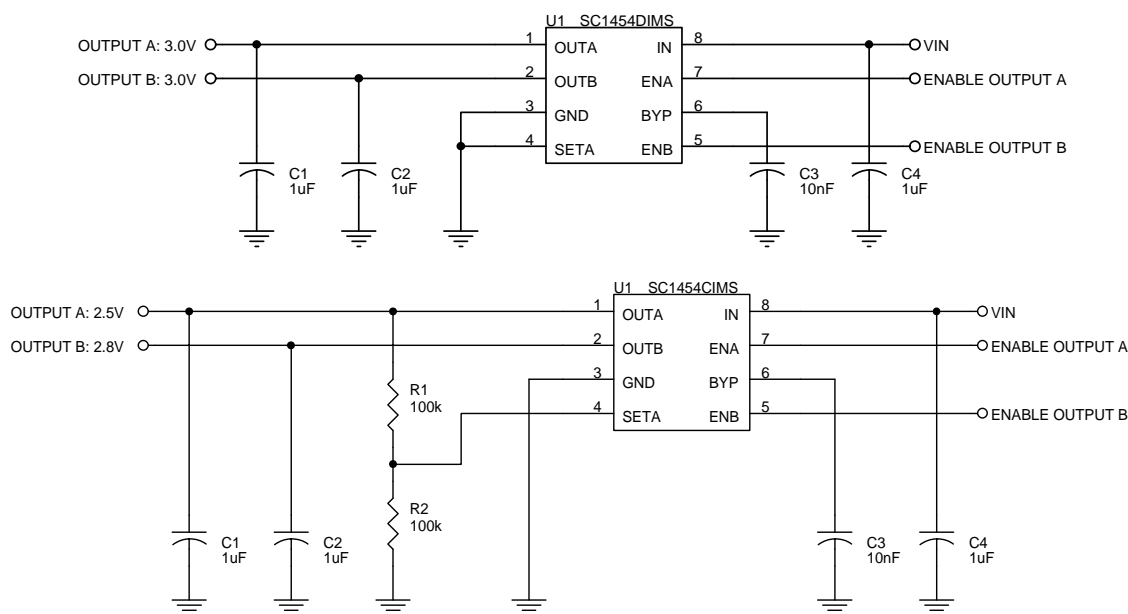 U1 SC1454DIMS
OUTPUT A: 3.0V 1 OUTA IN 8 VIN
OUTPUT B: 3.0V 2 OUTB ENA 7 ENABLE OUTPUT A
3 GND BYP 6
4 SETA ENB 5 ENABLE OUTPUT B
C1 C2 C3 C4
1uF 1uF 10nF 1uF
U1 SC1454CIMS
OUTPUT A: 2.5V 1 OUTA IN 8 VIN
OUTPUT B: 2.8V 2 OUTB ENA 7 ENABLE OUTPUT A
3 GND BYP 6
R1
100k
4 SETA ENB 5 ENABLE OUTPUT B
R2
100k
C1 C2 C3 C4
1uF 1uF 10nF 1uF